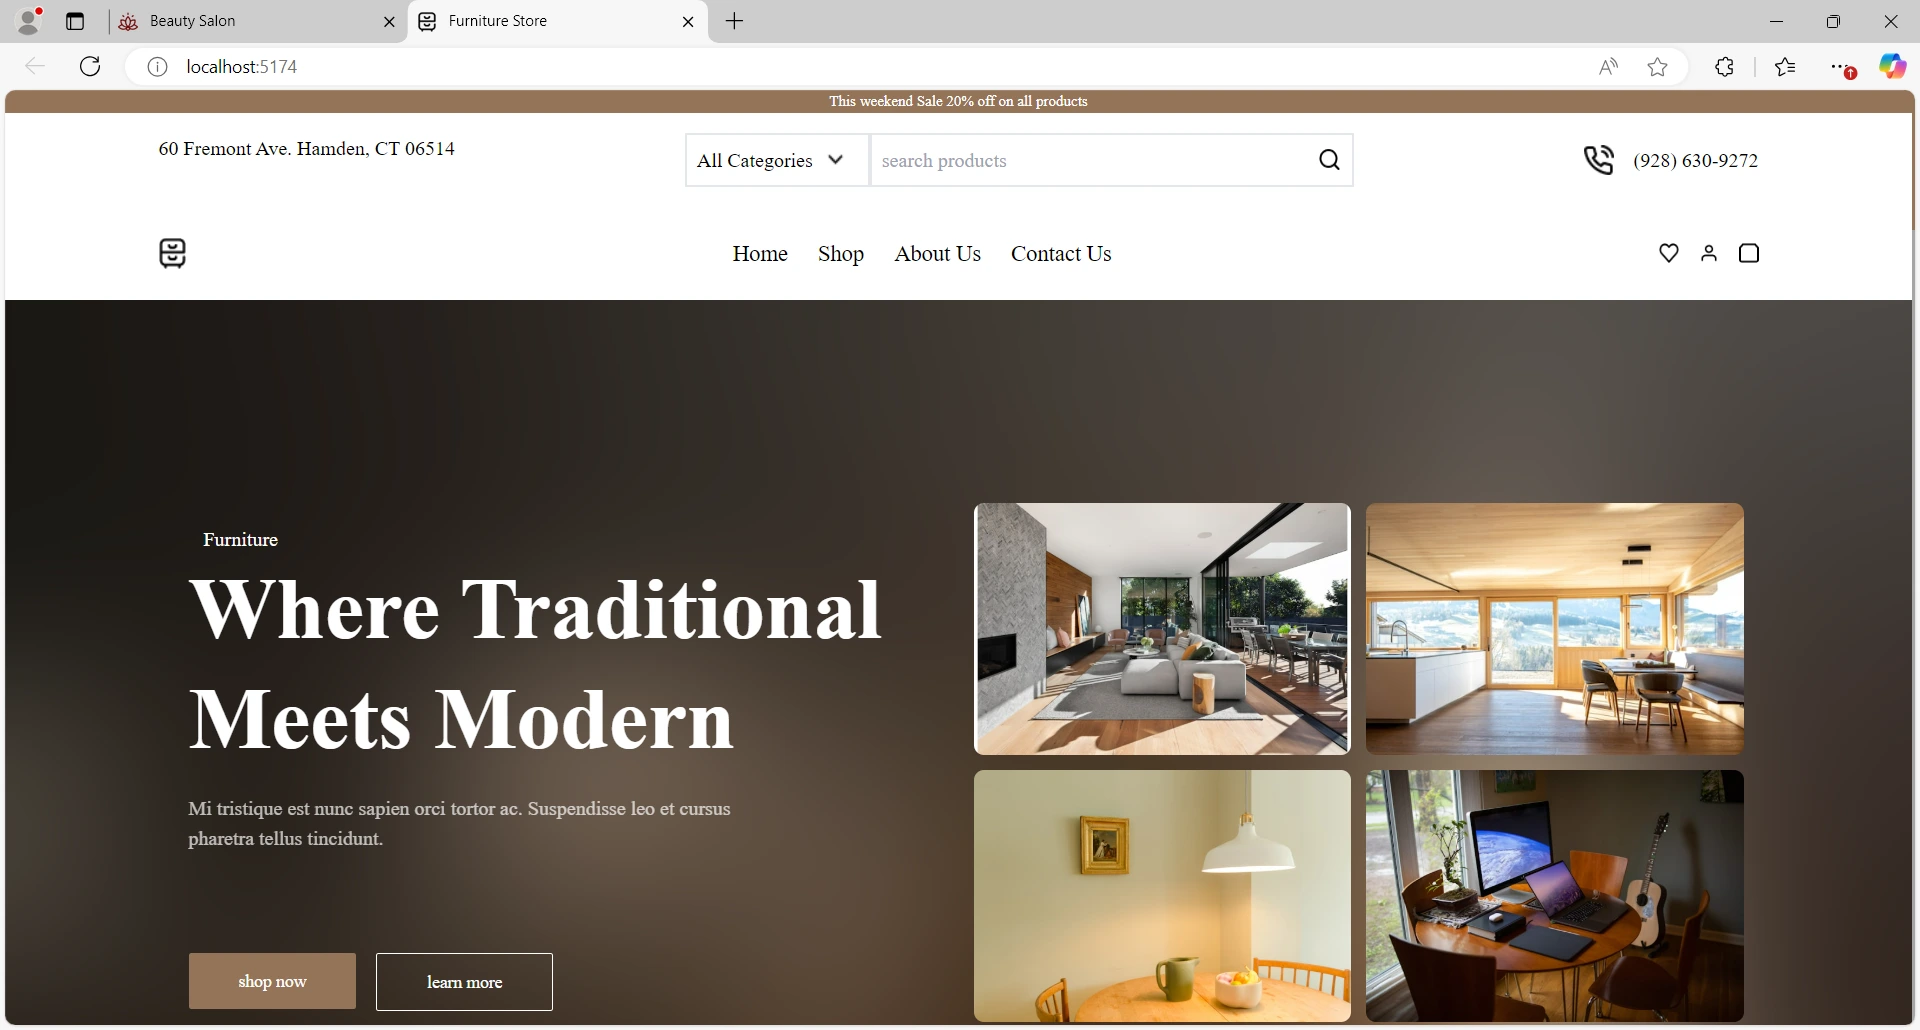 Beauty Salon
Furniture Store
localhost:5174
This weekend Sale 20% off on all products
60 Fremont Ave. Hamden, CT 06514
All Categories
search products
(928) 630-9272
Home
Shop
About Us
Contact Us
Furniture
Where Traditional
Meets Modern
Mi tristique est nunc sapien orci tortor ac. Suspendisse leo et cursus
pharetra tellus tincidunt.
shop now
learn more